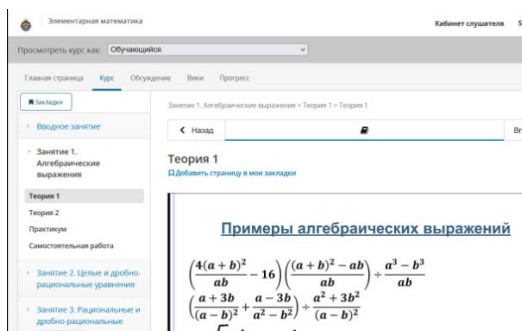 Элементарная математика
Кабинет слушателя
Просмотреть курс как: Обучающийся
Главная страница Курс Обсуждение Вики Прогресс
Закладки
Занятие 1. Алгебраические выражения > Теория 1 > Теория 1
Вводное занятие
Назад
Занятие 1.
Алгебраические
выражения
Теория 1
Добавить страницу в мои закладки
Теория 1
Теория 2
Практикум
Самостоятельная работа
Занятие 2. Целые и дробно-
рациональные уравнения
Занятие 3. Рациональные и
дробно-рациональные
Примеры алгебраических выражений
(4(a + b)²/ab − 16) ((a + b)² − ab)/ab) ÷ (a³ − b³)/ab
((a + 3b)/(a − b)² + (a − 3b)/(a² − b²)) ÷ (a² + 3b²)/(a − b)²